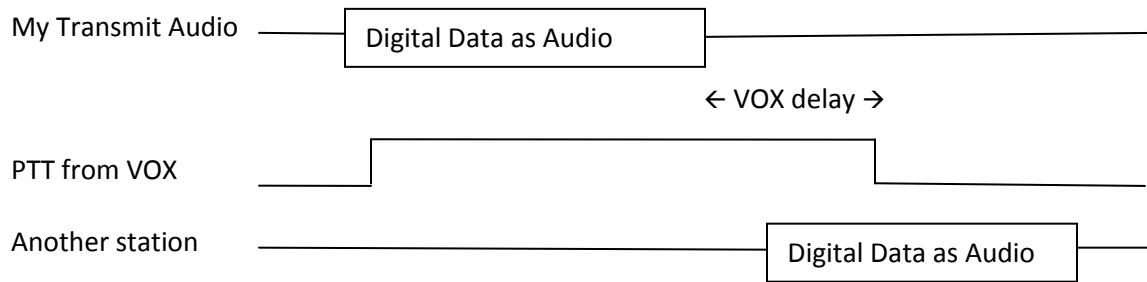 My Transmit Audio
Digital Data as Audio
← VOX delay →
PTT from VOX
Another station
Digital Data as Audio